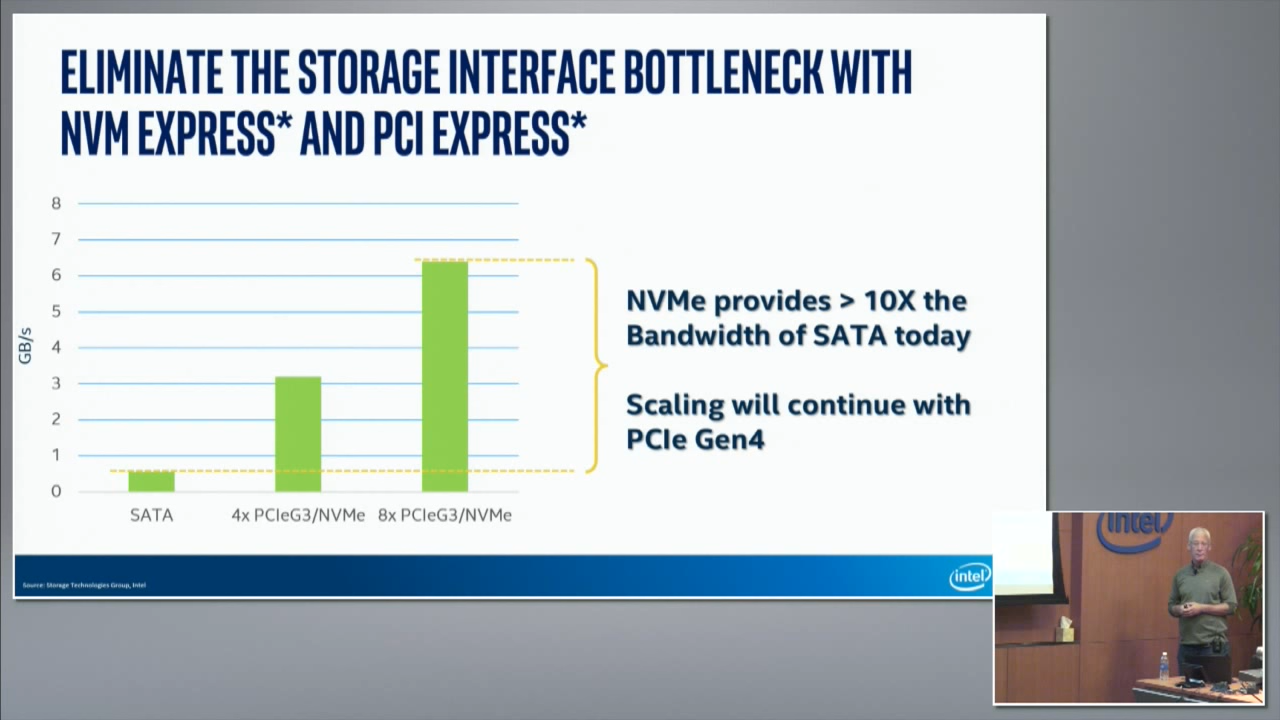 ELIMINATE THE STORAGE INTERFACE BOTTLENECK WITH
NVM EXPRESS* AND PCI EXPRESS*
8
7
6
5
4
3
2
1
0
GB/s
SATA
4x PCIeG3/NVMe
8x PCIeG3/NVMe
NVMe provides > 10X the
Bandwidth of SATA today
Scaling will continue with
PCIe Gen4
Source: Storage Technologies Group, Intel
intel
intel